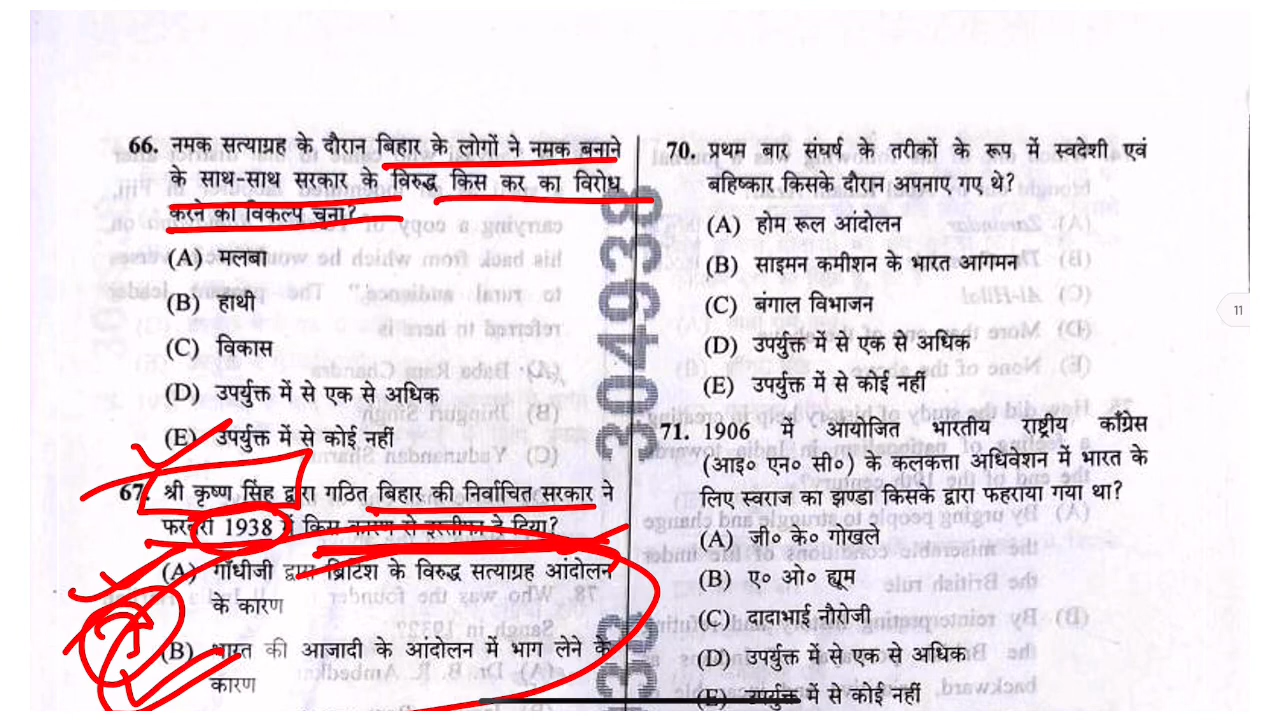 66. नमक सत्याग्रह के दौरान बिहार के लोगों ने नमक बनाने
के साथ-साथ सरकार के विरुद्ध किस कर का विरोध
करने का विकल्प चुना?
(A) मलबा
(B) हाथी
(C) विकास
(D) उपर्युक्त में से एक से अधिक
(E) उपर्युक्त में से कोई नहीं
67. श्री कृष्ण सिंह द्वारा गठित बिहार की निर्वाचित सरकार ने
फरवरी 1938 में किस कारण से इस्तीफा दे दिया?
(A) गाँधीजी द्वारा ब्रिटिश के विरुद्ध सत्याग्रह आंदोलन
के कारण
(B) भारत की आजादी के आंदोलन में भाग लेने के
कारण
3304938
70. प्रथम बार संघर्ष के तरीकों के रूप में स्वदेशी एवं
बहिष्कार किसके दौरान अपनाए गए थे?
(A) होम रूल आंदोलन
(B) साइमन कमीशन के भारत आगमन
(C) बंगाल विभाजन
(D) उपर्युक्त में से एक से अधिक
(E) उपर्युक्त में से कोई नहीं
71. 1906 में आयोजित भारतीय राष्ट्रीय काँग्रेस
(आइ० एन० सी०) के कलकत्ता अधिवेशन में भारत के
लिए स्वराज का झण्डा किसके द्वारा फहराया गया था?
(A) जी० के० गोखले
(B) ए० ओ० ह्यूम
(C) दादाभाई नौरोजी
(D) उपर्युक्त में से एक से अधिक
(E) उपर्युक्त में से कोई नहीं
11